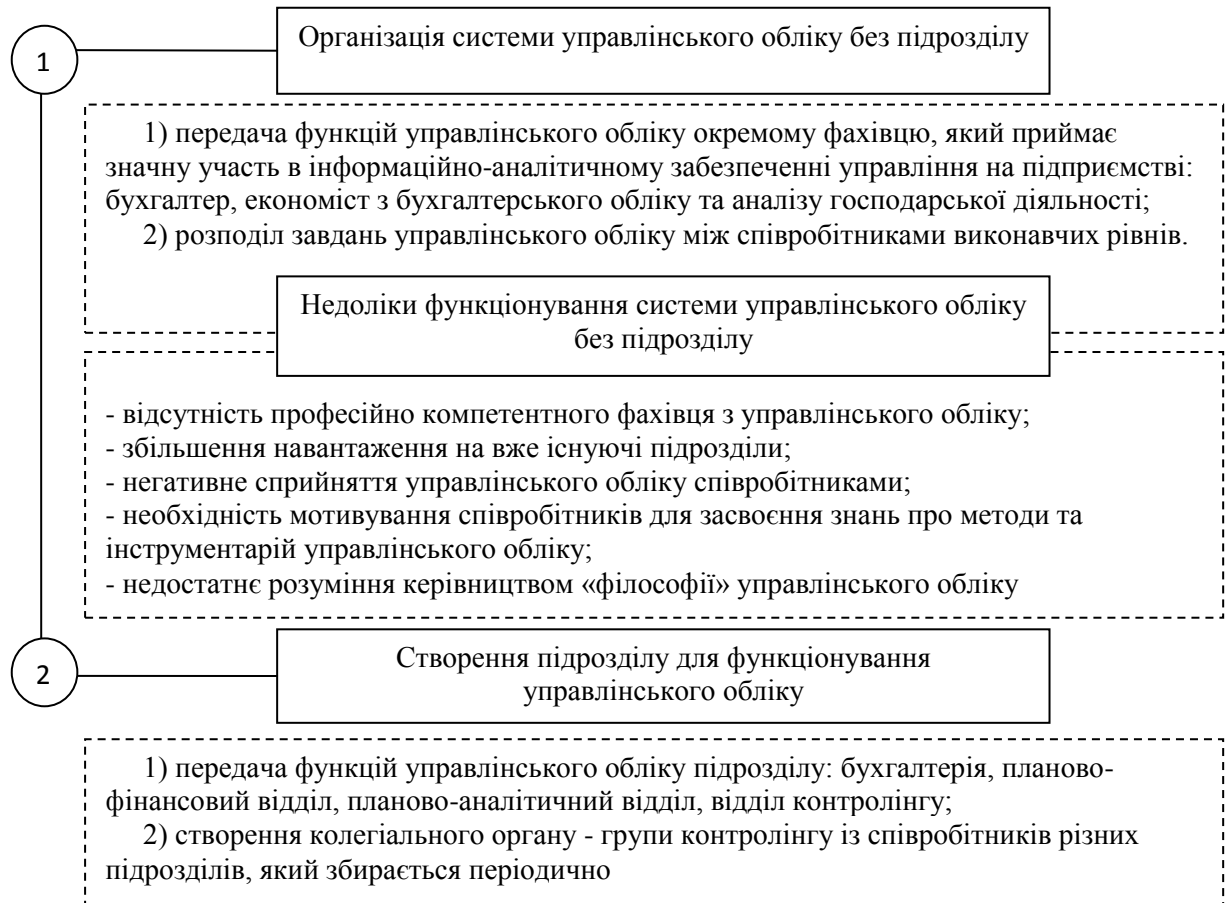 1
Організація системи управлінського обліку без підрозділу
1) передача функцій управлінського обліку окремому фахівцю, який приймає
значну участь в інформаційно-аналітичному забезпеченні управління на підприємстві:
бухгалтер, економіст з бухгалтерського обліку та аналізу господарської діяльності;
2) розподіл завдань управлінського обліку між співробітниками виконавчих рівнів.
Недоліки функціонування системи управлінського обліку
без підрозділу
- відсутність професійно компетентного фахівця з управлінського обліку;
- збільшення навантаження на вже існуючі підрозділи;
- негативне сприйняття управлінського обліку співробітниками;
- необхідність мотивування співробітників для засвоєння знань про методи та
інструментарій управлінського обліку;
- недостатнє розуміння керівництвом «філософії» управлінського обліку
2
Створення підрозділу для функціонування
управлінського обліку
1) передача функцій управлінського обліку підрозділу: бухгалтерія, планово-
фінансовий відділ, планово-аналітичний відділ, відділ контролінгу;
2) створення колегіального органу - групи контролінгу із співробітників різних
підрозділів, який збирається періодично